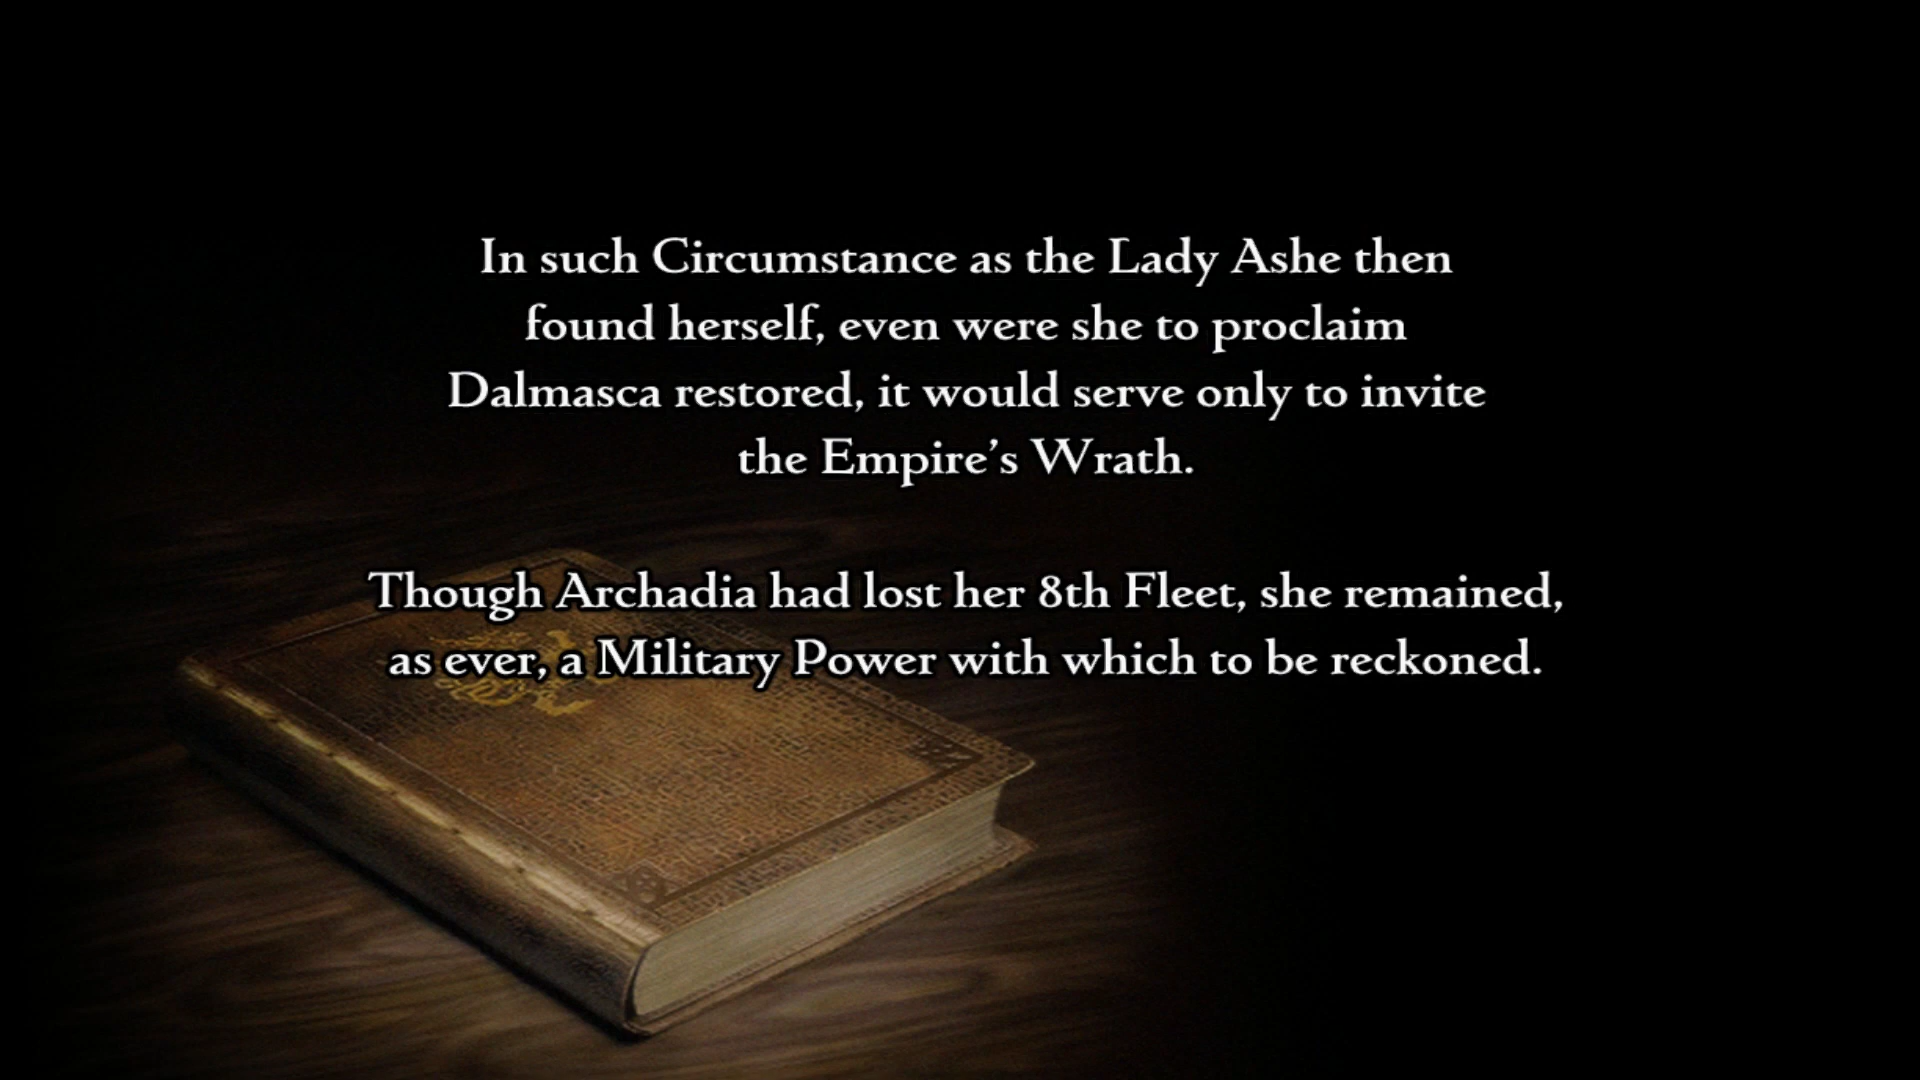 In such Circumstance as the Lady Ashe then
found herself, even were she to proclaim
Dalmasca restored, it would serve only to invite
the Empire’s Wrath.
Though Archadia had lost her 8th Fleet, she remained,
as ever, a Military Power with which to be reckoned.